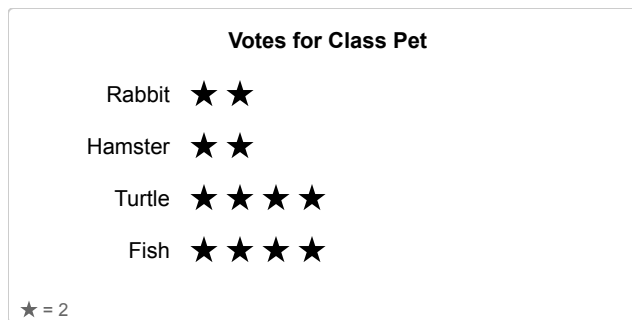 Votes for Class Pet
Rabbit ★ ★
Hamster ★ ★
Turtle ★ ★ ★ ★
Fish ★ ★ ★ ★
★ = 2